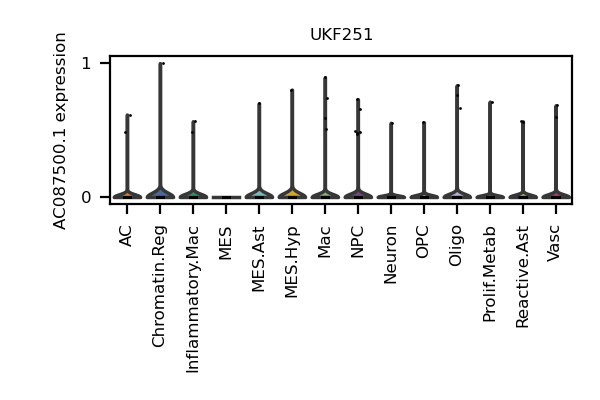 UKF251
AC087500.1 expression
1
0
AC
Chromatin.Reg
Inflammatory.Mac
MES
MES.Ast
MES.Hyp
Mac
NPC
Neuron
OPC
Oligo
Prolif.Metab
Reactive.Ast
Vasc